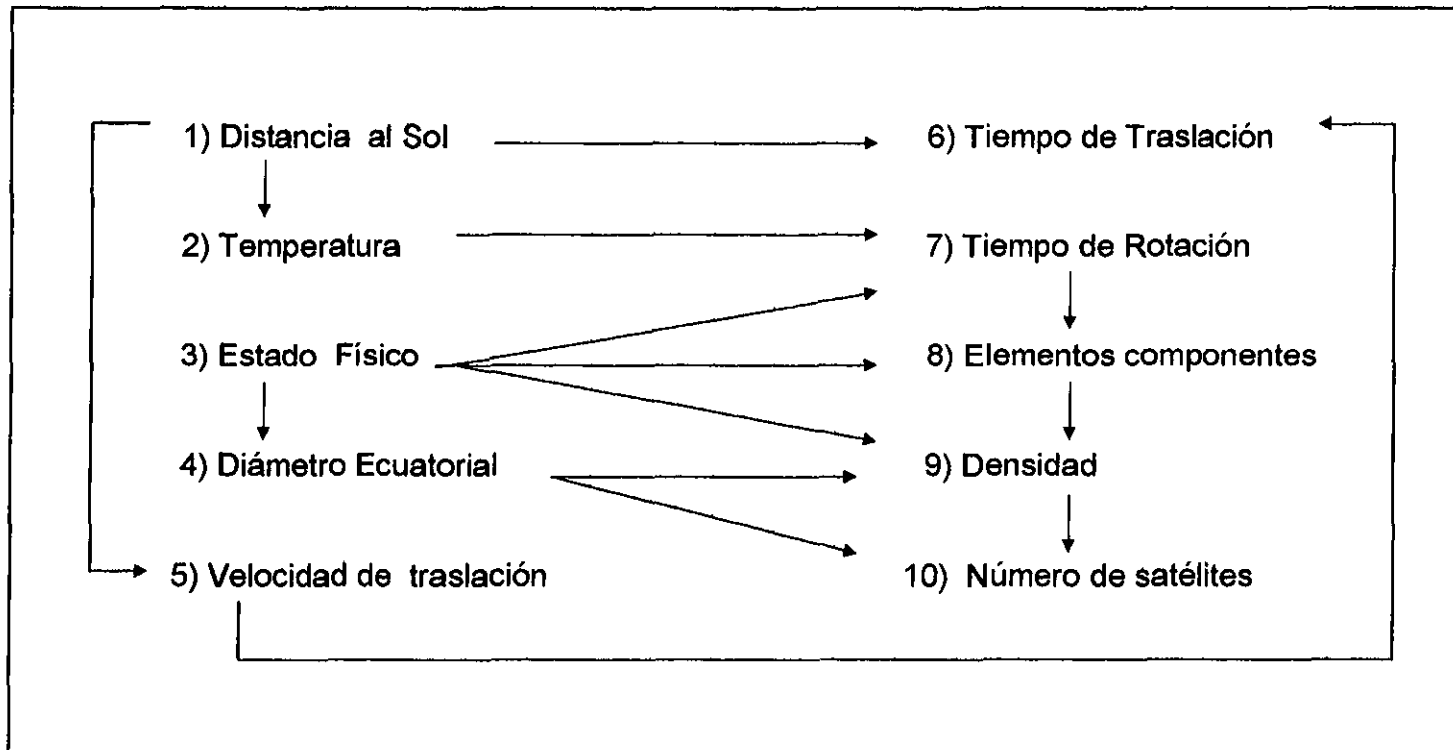 1) Distancia al Sol
6) Tiempo de Traslación
2) Temperatura
7) Tiempo de Rotación
3) Estado Físico
8) Elementos componentes
4) Diámetro Ecuatorial
9) Densidad
5) Velocidad de traslación
10) Número de satélites